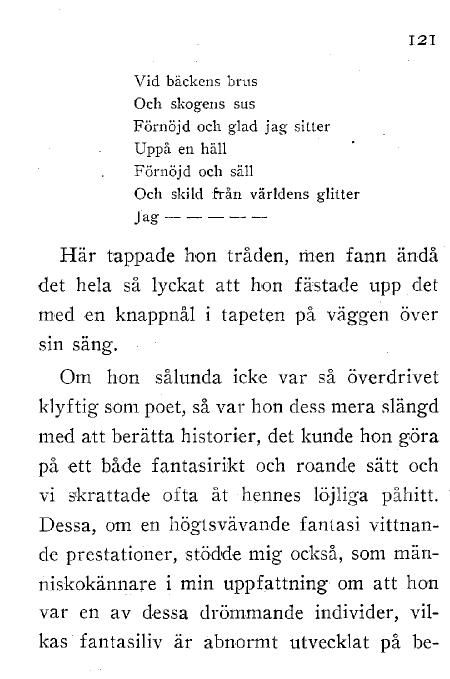 121
Vid bäckens brus
Och skogens sus
Förnöjd och glad jag sitter
Uppå en häll
Förnöjd och säll
Och skild från världens glitter
Jag — — — — —
Här tappade hon tråden, men fann ändå
det hela så lyckat att hon fästade upp det
med en knappnål i tapeten på väggen över
sin säng.
Om hon sålunda icke var så överdrivet
klyftig som poet, så var hon dess mera slängd
med att berätta historier, det kunde hon göra
på ett både fantasirikt och roande sätt och
vi skrattade ofta åt hennes löjliga påhitt.
Dessa, om en högtsvävande fantasi vittnan-
de prestationer, stödde mig också, som män-
niskokännare i min uppfattning om att hon
var en av dessa drömmande individer, vil-
kas fantasiliv är abnormt utvecklat på be-